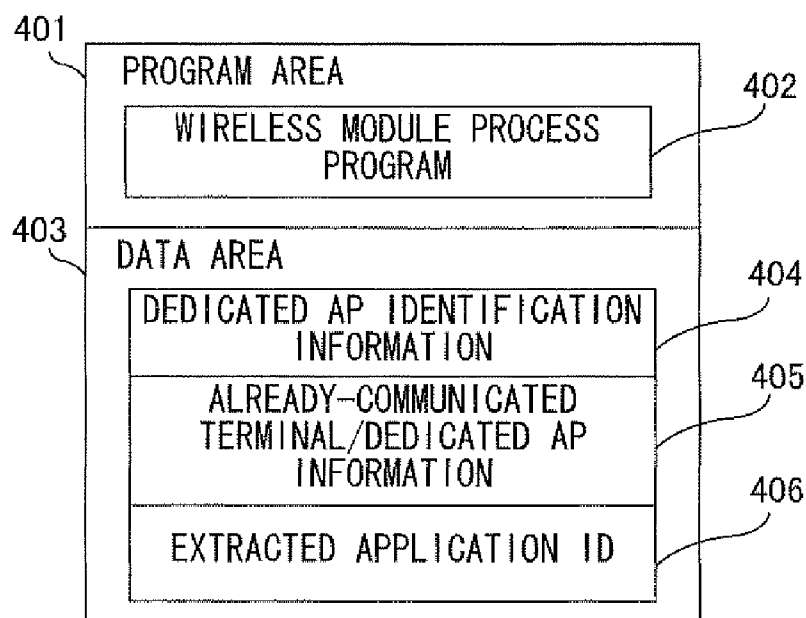 401
PROGRAM AREA
402
WIRELESS MODULE PROCESS
PROGRAM
403
DATA AREA
404
DEDICATED AP IDENTIFICATION
INFORMATION
405
ALREADY-COMMUNICATED
TERMINAL/DEDICATED AP
INFORMATION
406
EXTRACTED APPLICATION ID